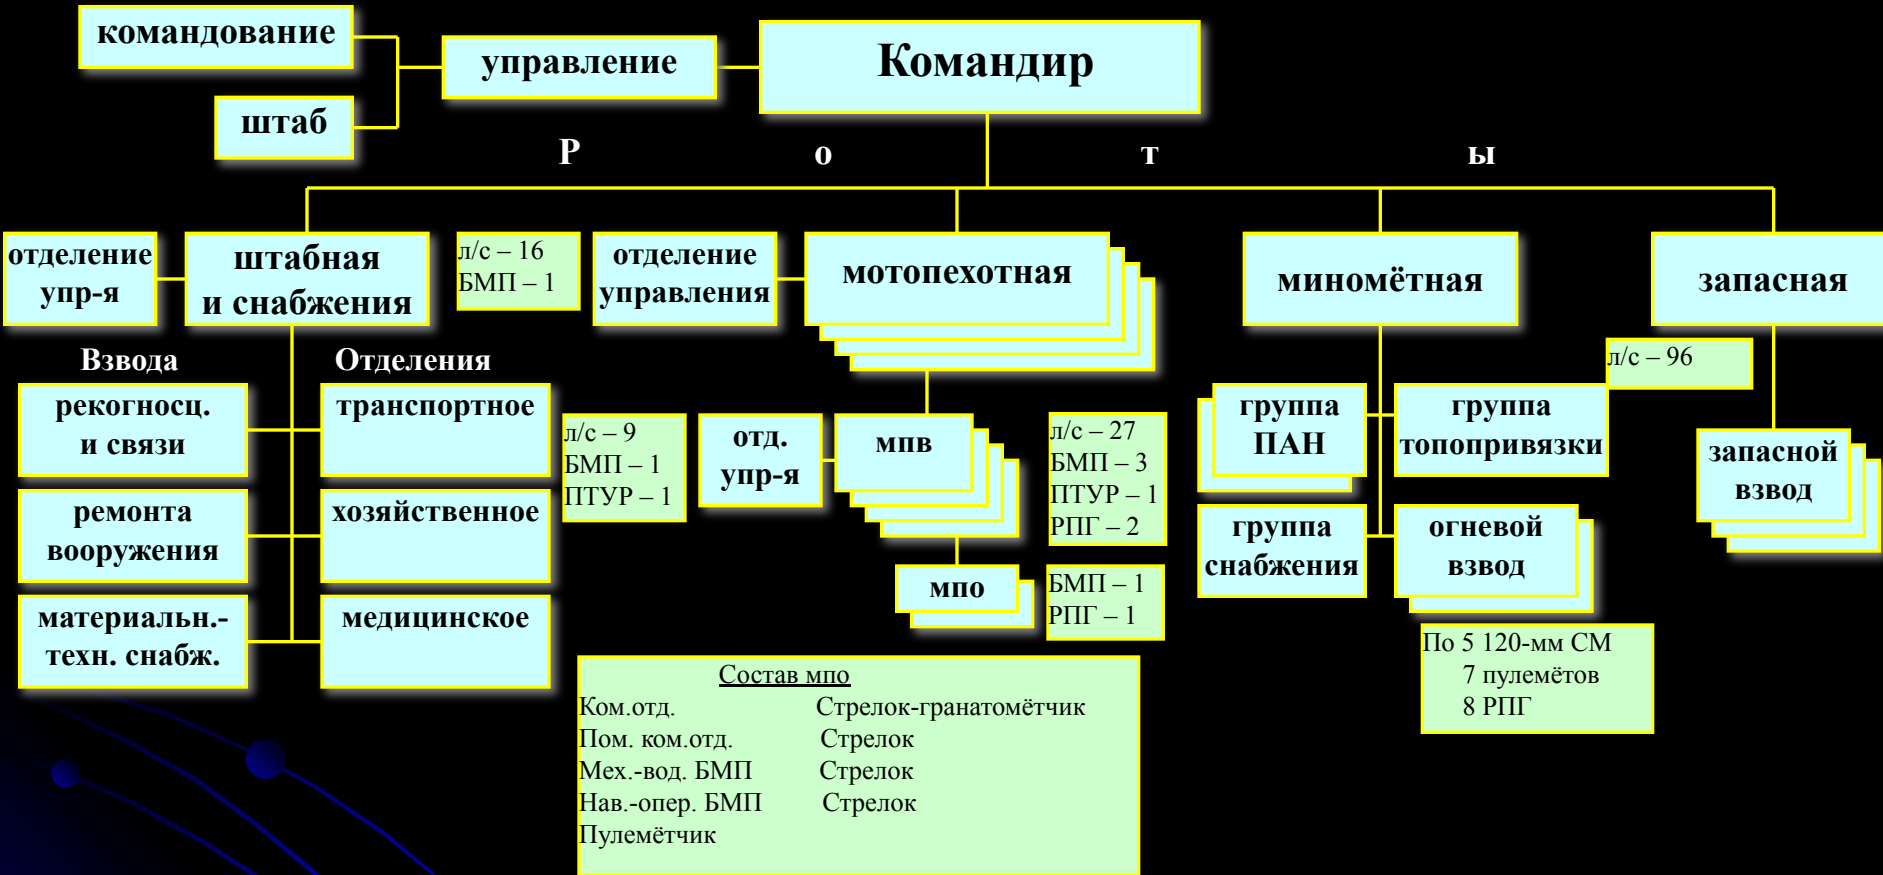 командование
управление
Командир
штаб
Р о т ы
отделение
упр-я
штабная
и снабжения
л/с – 16
БМП – 1
отделение
управления
мотопехотная
миномётная
запасная
Взвода
Отделения
рекогносц.
и связи
транспортное
ремонта
вооружения
хозяйственное
материальн.-
техн. снабж.
медицинское
л/с – 9
БМП – 1
ПТУР – 1
отд.
упр-я
мпв
л/с – 27
БМП – 3
ПТУР – 1
РПГ – 2
мпо
БМП – 1
РПГ – 1
группа
ПАН
группа
топопривязки
группа
снабжения
огневой
взвод
По 5 120-мм СМ
7 пулемётов
8 РПГ
л/с – 96
запасной
взвод
Состав мпо
Ком.отд. Стрелок-гранатомётчик
Пом. ком.отд. Стрелок
Мех.-вод. БМП Стрелок
Нав.-опер. БМП Стрелок
Пулемётчик